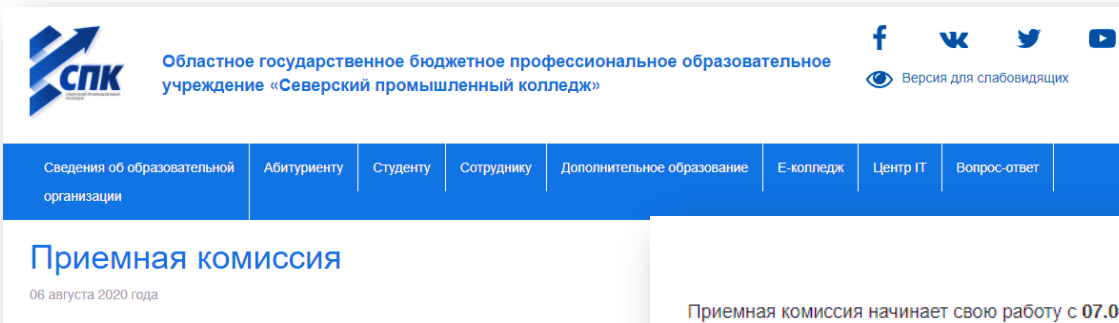 СПК
Областное государственное бюджетное профессиональное образовательное
учреждение «Северский промышленный колледж»
Версия для слабовидящих
Сведения об образовательной
организации
Абитуриенту
Студенту
Сотруднику
Дополнительное образование
Е-колледж
Центр IT
Вопрос-ответ
Приемная комиссия
06 августа 2020 года
Приемная комиссия начинает свою работу с 07.0